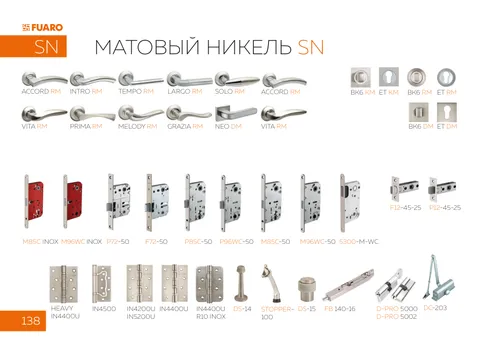 FUARO
SN
МАТОВЫЙ НИКЕЛЬ SN
ACCORD RM INTRO RM TEMPO RM LARGO RM SOLO RM ACCORD RM
BK6 RM ET RM BK6 RM ET RM
VITA RM PRIMA RM MELODY RM GRAZIA RM NEO DM VITA RM
BK6 DM ET DM
M85C INOX M96WC INOX P72-50 F72-50 P85C-50 P96WC-50 M85C-50 M96WC-50 5300-M-WC
P12-45-25 P12-45-25
HEAVY IN4400U
IN4500
IN4200U IN5200U
IN4400U
IN4400U R10 INOX
DS-14
STOPPER-100
DS-15
FB 140-16
D-PRO 5000
D-PRO 5002
DC-203
138